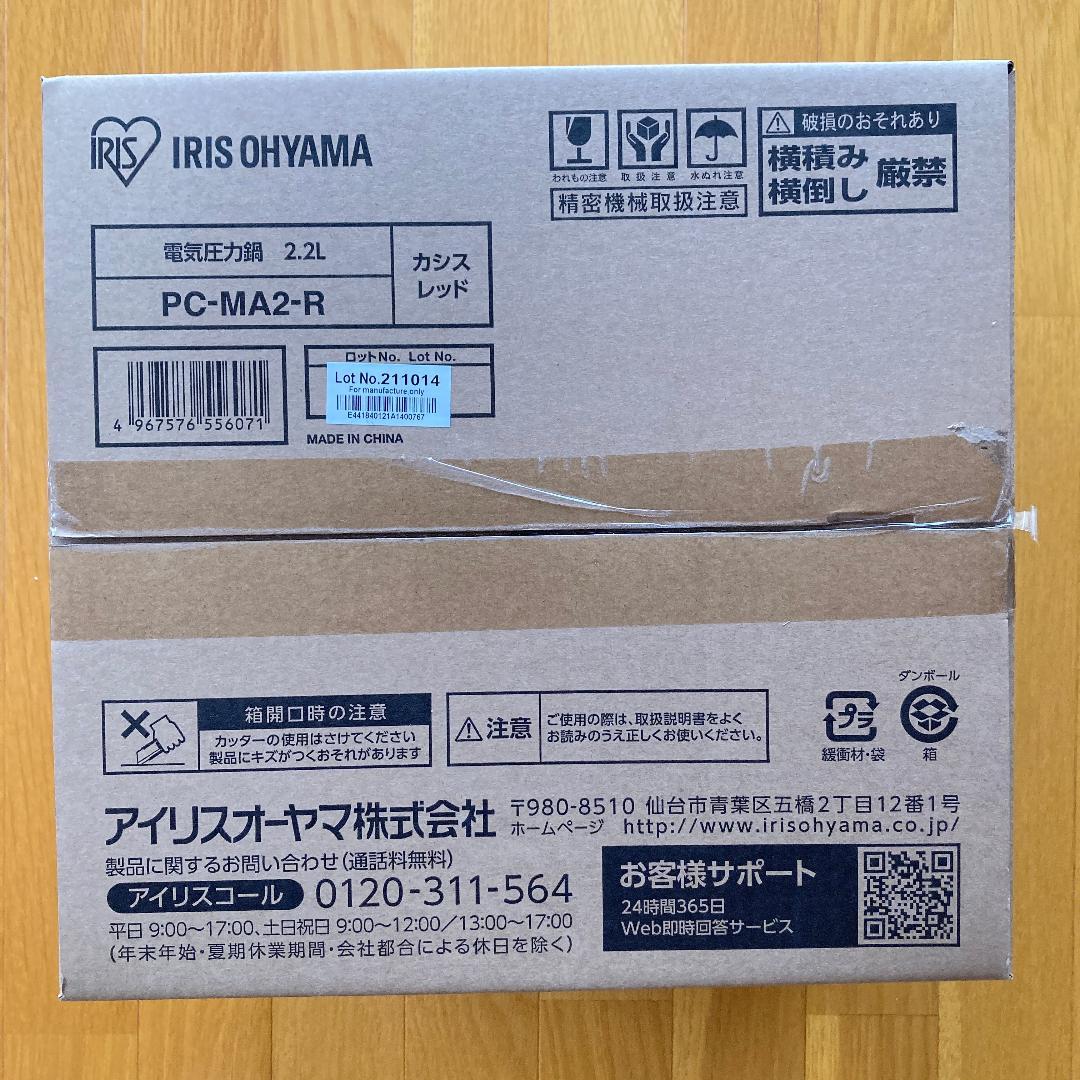 IRIS IRIS OHYAMA
われもの注意 取扱注意 水ぬれ注意
精密機械取扱注意
破損のおそれあり
横積み
横倒し
厳禁
電気圧力鍋 2.2L
PC-MA2-R
カシス
レッド
4 967576 556071
ロットNo. Lot No.
Lot No.211014
For manufacture only
E441840121A1400767
MADE IN CHINA
箱開口時の注意
カッターの使用はさけてください
製品にキズがつくおそれがあります
注意
ご使用の際は、取扱説明書をよく
お読みのうえ正しくお使いください。
プラ
緩衝材・袋
ダンボール
箱
アイリスオーヤマ株式会社
〒980-8510 仙台市青葉区五橋2丁目12番1号
ホームページ http://www.irisohyama.co.jp/
製品に関するお問い合わせ(通話料無料)
アイリスコール 0120-311-564
平日 9:00~17:00、土日祝日 9:00~12:00/13:00~17:00
(年末年始・夏期休業期間・会社都合による休日を除く)
お客様サポート
24時間365日
Web即時回答サービス